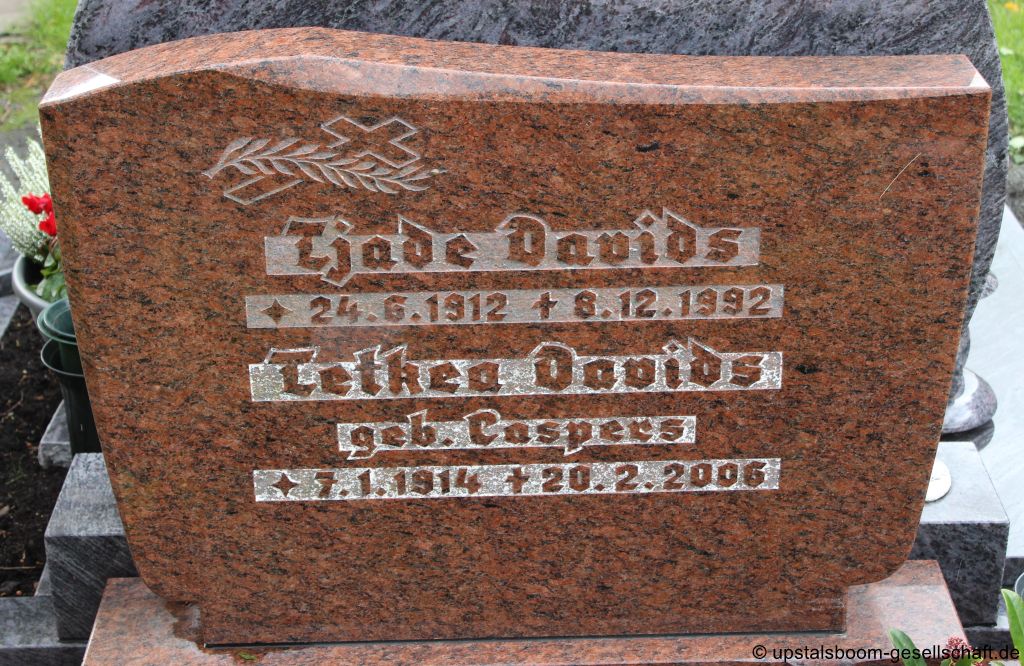 Tjade Davids
✦ 24.6.1912 ✝ 8.12.1992
Tetkea Davids
geb. Caspers
✦ 7.1.1914 ✝ 20.2.2006
© upstalsboom-gesellschaft.de